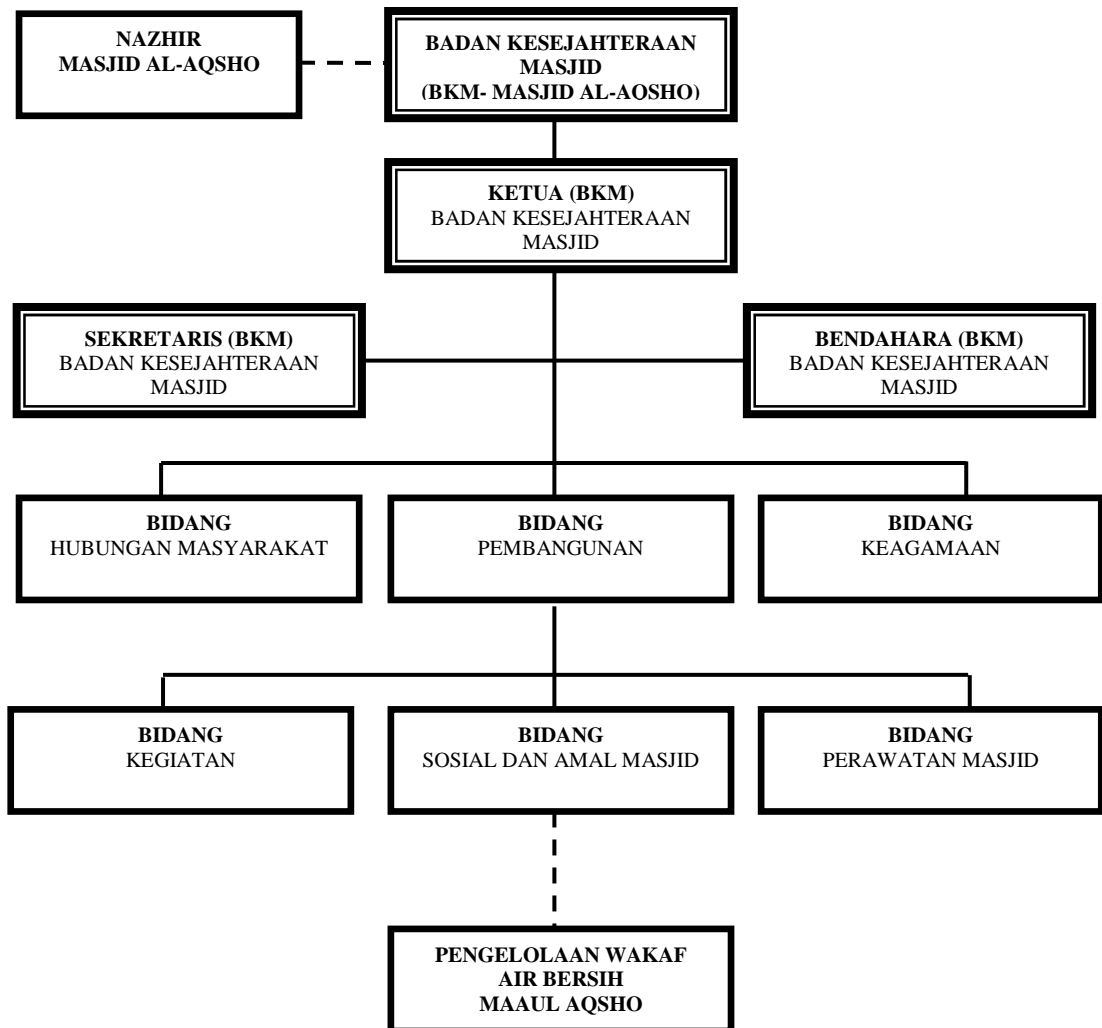 NAZHIR
MASJID AL-AQSHO
BADAN KESEJAHTERAAN
MASJID
(BKM- MASJID AL-AQSHO)
KETUA (BKM)
BADAN KESEJAHTERAAN
MASJID
SEKRETARIS (BKM)
BADAN KESEJAHTERAAN
MASJID
BENDAHARA (BKM)
BADAN KESEJAHTERAAN
MASJID
BIDANG
HUBUNGAN MASYARAKAT
BIDANG
PEMBANGUNAN
BIDANG
KEAGAMAAN
BIDANG
KEGIATAN
BIDANG
SOSIAL DAN AMAL MASJID
BIDANG
PERAWATAN MASJID
PENGELOLAAN WAKAF
AIR BERSIH
MAAUL AQSHO